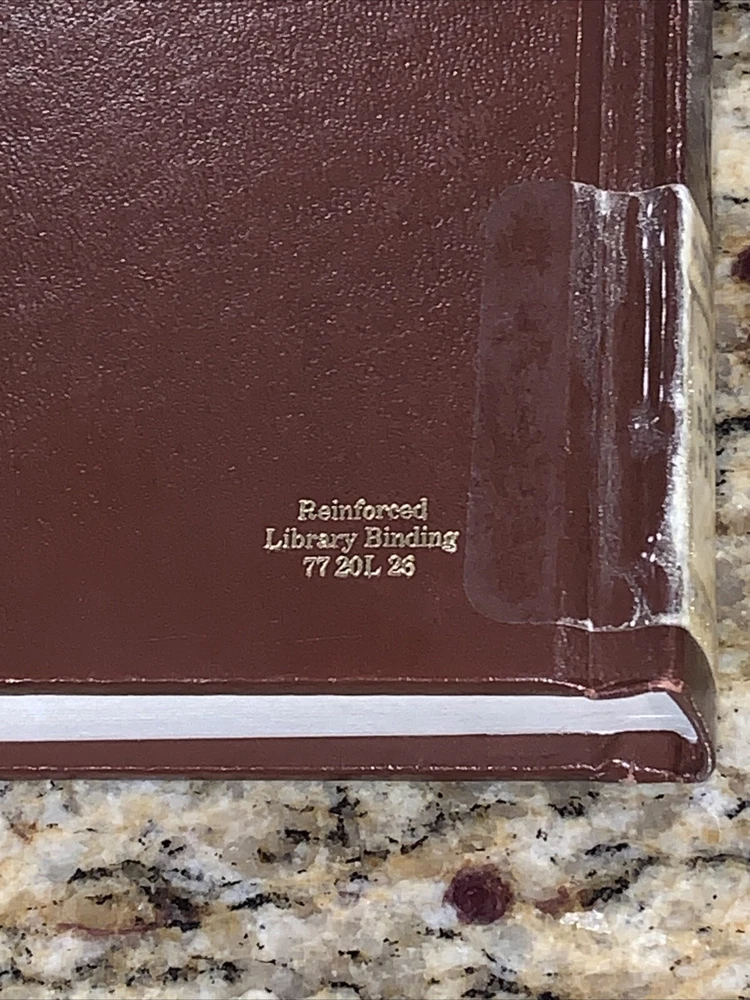 Reinforced
Library Binding
77 20L 26